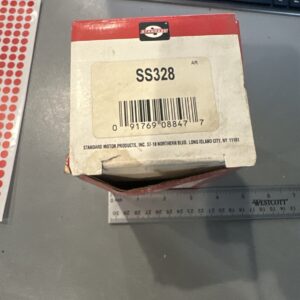 AR
SS328
0 91769 08847 7
STANDARD MOTOR PRODUCTS, INC. 37-18 NORTHERN BLVD. LONG ISLAND CITY, NY 11101
WESTCOTT